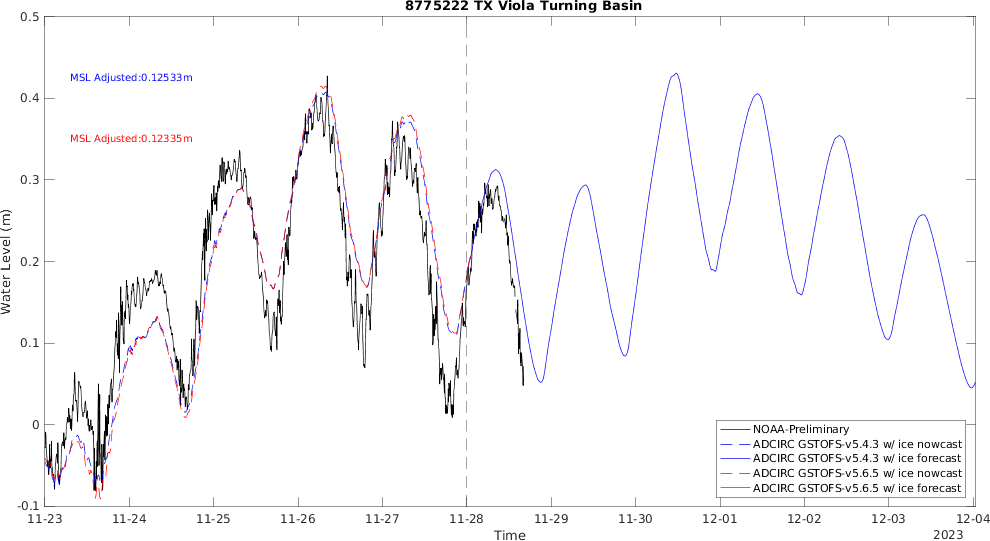 8775222 TX Viola Turning Basin
0.5
0.4
0.3
0.2
0.1
0
-0.1
Water Level (m)
MSL Adjusted:0.12533m
MSL Adjusted:0.12335m
NOAA-Preliminary
ADCIRC GSTOFS-v5.4.3 w/ ice nowcast
ADCIRC GSTOFS-v5.4.3 w/ ice forecast
ADCIRC GSTOFS-v5.6.5 w/ ice nowcast
ADCIRC GSTOFS-v5.6.5 w/ ice forecast
11-23 11-24 11-25 11-26 11-27 11-28 11-29 11-30 12-01 12-02 12-03 12-04
Time
2023